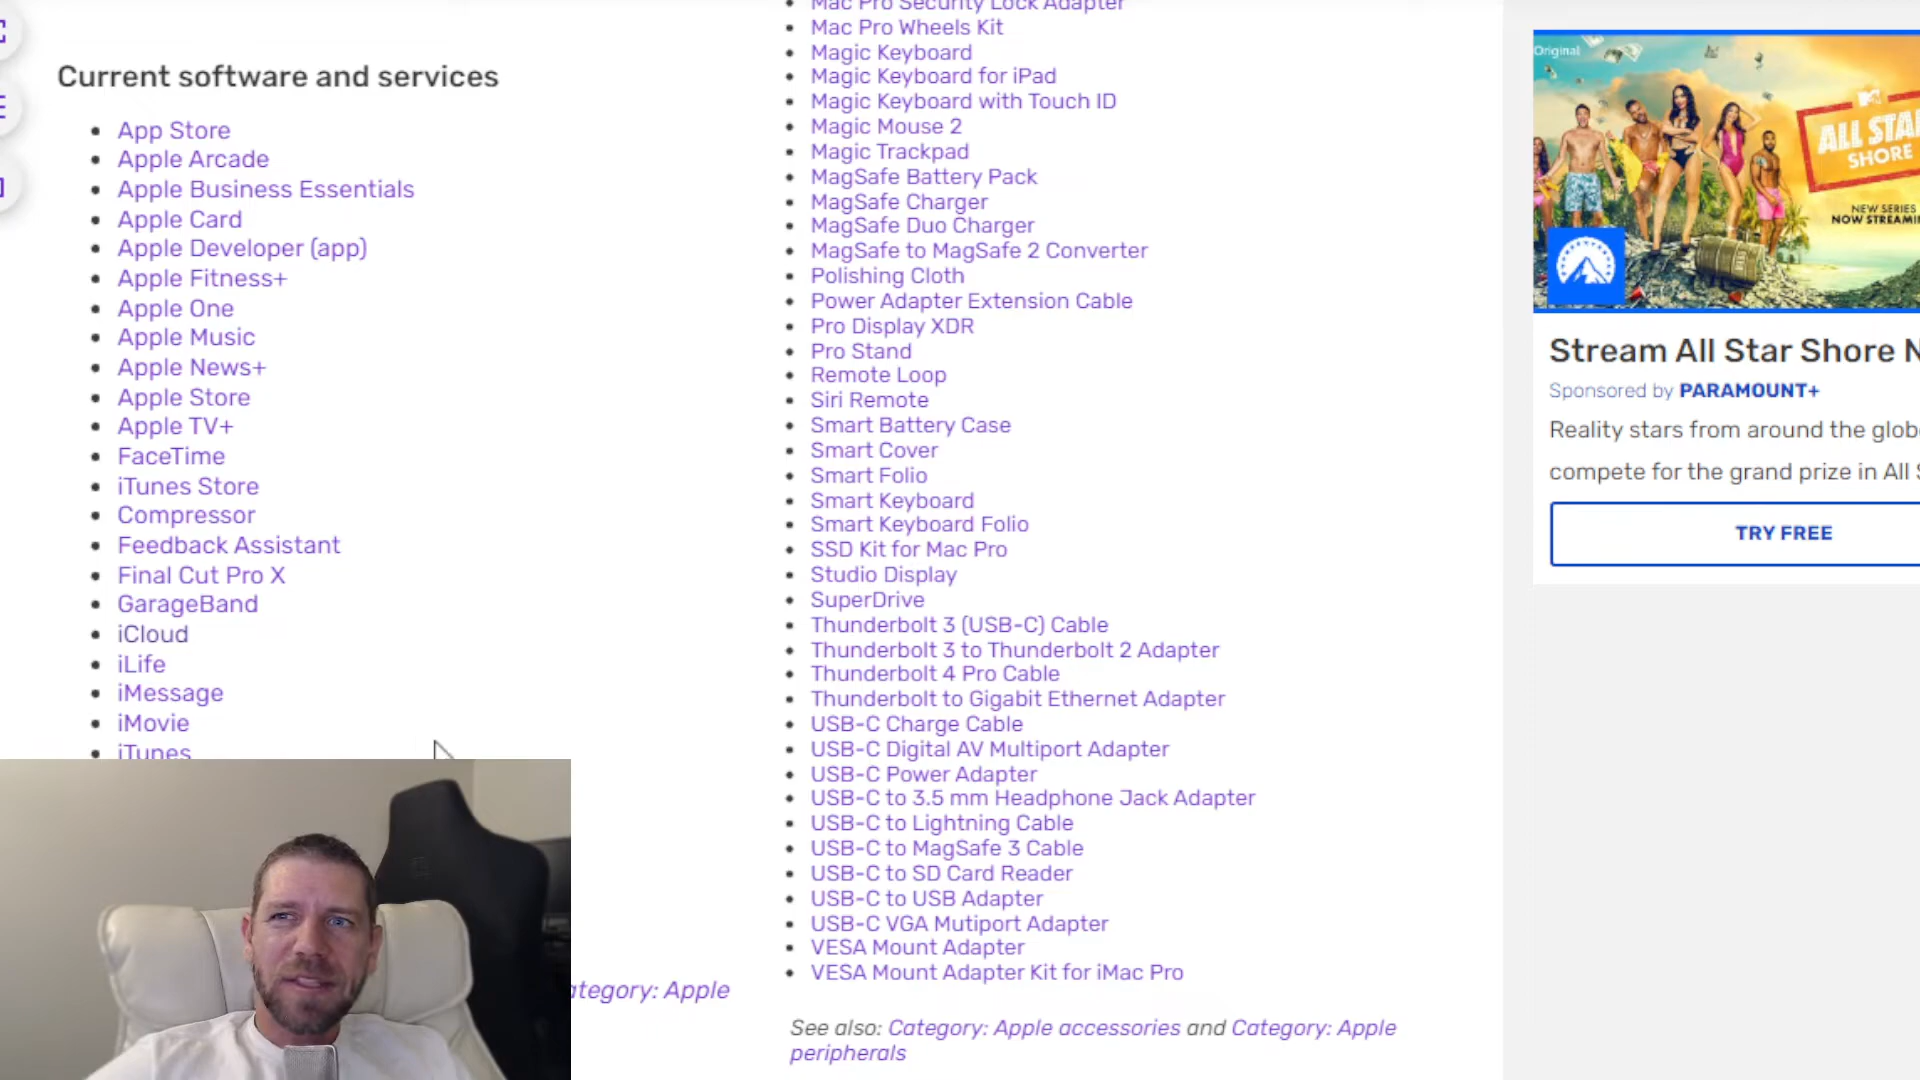 Current software and services
App Store
Apple Arcade
Apple Business Essentials
Apple Card
Apple Developer (app)
Apple Fitness+
Apple One
Apple Music
Apple News+
Apple Store
Apple TV+
FaceTime
iTunes Store
Compressor
Feedback Assistant
Final Cut Pro X
GarageBand
iCloud
iLife
iMessage
iMovie
iTunes
ategory: Apple
Mac Pro Security Lock Adapter
Mac Pro Wheels Kit
Magic Keyboard
Magic Keyboard for iPad
Magic Keyboard with Touch ID
Magic Mouse 2
Magic Trackpad
MagSafe Battery Pack
MagSafe Charger
MagSafe Duo Charger
MagSafe to MagSafe 2 Converter
Polishing Cloth
Power Adapter Extension Cable
Pro Display XDR
Pro Stand
Remote Loop
Siri Remote
Smart Battery Case
Smart Cover
Smart Folio
Smart Keyboard
Smart Keyboard Folio
SSD Kit for Mac Pro
Studio Display
SuperDrive
Thunderbolt 3 (USB-C) Cable
Thunderbolt 3 to Thunderbolt 2 Adapter
Thunderbolt 4 Pro Cable
Thunderbolt to Gigabit Ethernet Adapter
USB-C Charge Cable
USB-C Digital AV Multiport Adapter
USB-C Power Adapter
USB-C to 3.5 mm Headphone Jack Adapter
USB-C to Lightning Cable
USB-C to MagSafe 3 Cable
USB-C to SD Card Reader
USB-C to USB Adapter
USB-C VGA Mutiport Adapter
VESA Mount Adapter
VESA Mount Adapter Kit for iMac Pro
See also: Category: Apple accessories and Category: Apple
peripherals
Original
MTV
ALL STA
SHORE
NEW SERIES
NOW STREAMIN
Stream All Star Shore N
Sponsored by PARAMOUNT+
Reality stars from around the glob
compete for the grand prize in All S
TRY FREE